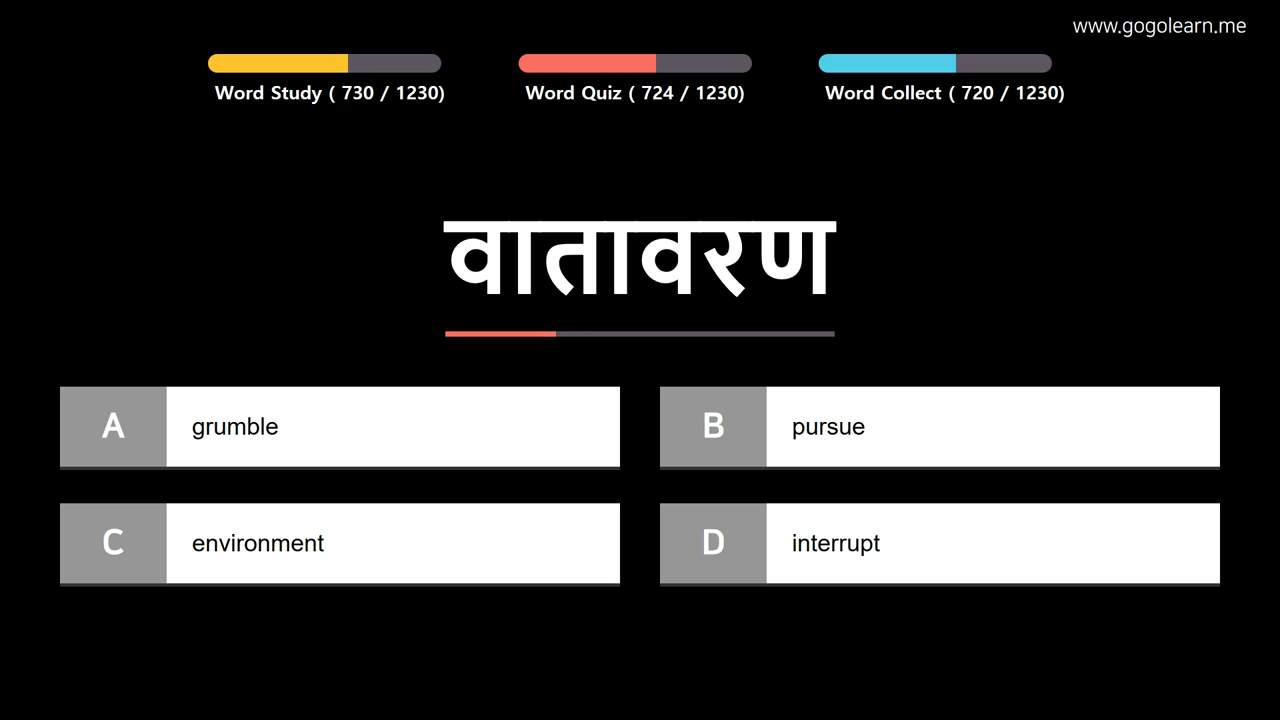 www.gogolearn.me
Word Study ( 730 / 1230)
Word Quiz ( 724 / 1230)
Word Collect ( 720 / 1230)
वातावरण
A grumble
B pursue
C environment
D interrupt